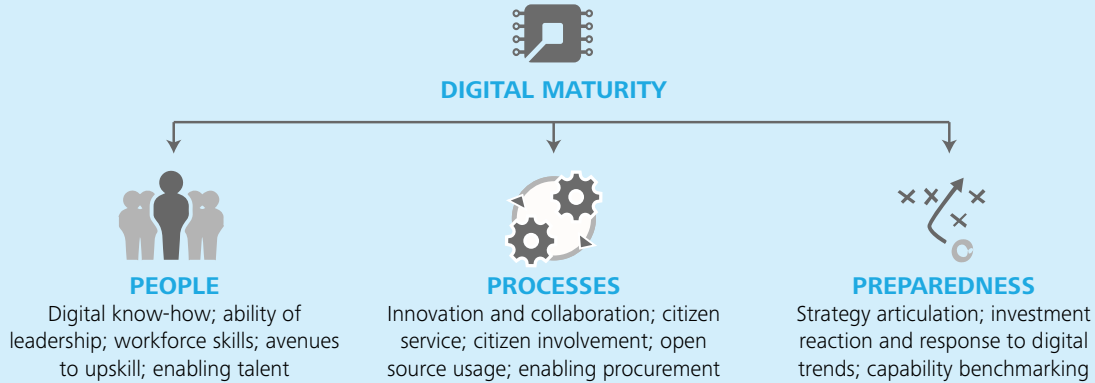 DIGITAL MATURITY
PEOPLE
Digital know-how; ability of
leadership; workforce skills; avenues
to upskill; enabling talent
PROCESSES
Innovation and collaboration; citizen
service; citizen involvement; open
source usage; enabling procurement
PREPAREDNESS
Strategy articulation; investment
reaction and response to digital
trends; capability benchmarking